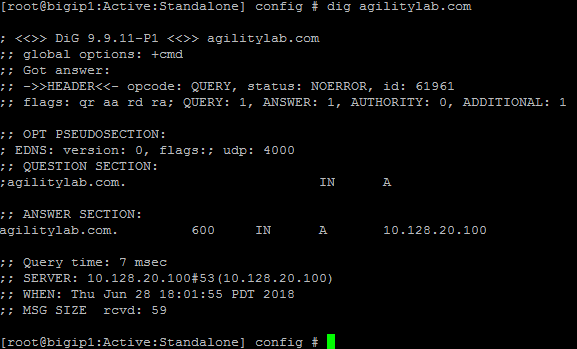 [root@bigip1:Active:Standalone] config # dig agilitylab.com
; <<>> DiG 9.9.11-P1 <<>> agilitylab.com
;; global options: +cmd
;; Got answer:
;; ->>HEADER<<- opcode: QUERY, status: NOERROR, id: 61961
;; flags: qr aa rd ra; QUERY: 1, ANSWER: 1, AUTHORITY: 0, ADDITIONAL: 1
;; OPT PSEUDOSECTION:
; EDNS: version: 0, flags:; udp: 4000
;; QUESTION SECTION:
;agilitylab.com. IN A
;; ANSWER SECTION:
agilitylab.com. 600 IN A 10.128.20.100
;; Query time: 7 msec
;; SERVER: 10.128.20.100#53(10.128.20.100)
;; WHEN: Thu Jun 28 18:01:55 PDT 2018
;; MSG SIZE rcvd: 59
[root@bigip1:Active:Standalone] config #